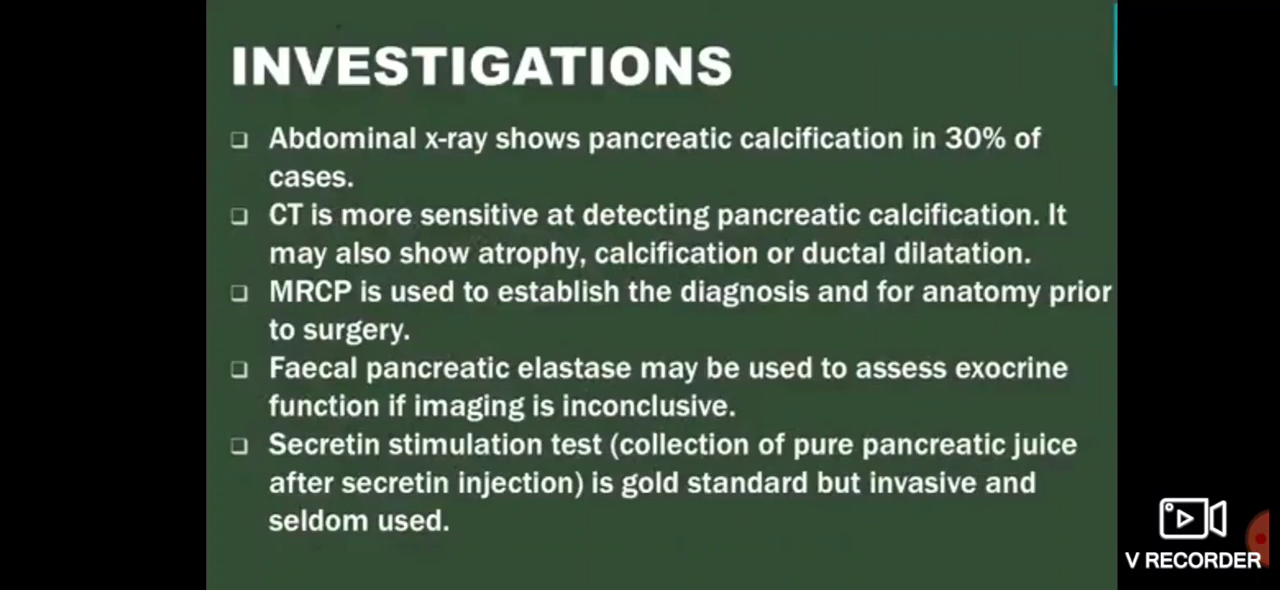 INVESTIGATIONS
❑ Abdominal x-ray shows pancreatic calcification in 30% of
cases.
❑ CT is more sensitive at detecting pancreatic calcification. It
may also show atrophy, calcification or ductal dilatation.
❑ MRCP is used to establish the diagnosis and for anatomy prior
to surgery.
❑ Faecal pancreatic elastase may be used to assess exocrine
function if imaging is inconclusive.
❑ Secretin stimulation test (collection of pure pancreatic juice
after secretin injection) is gold standard but invasive and
seldom used.
V RECORDER